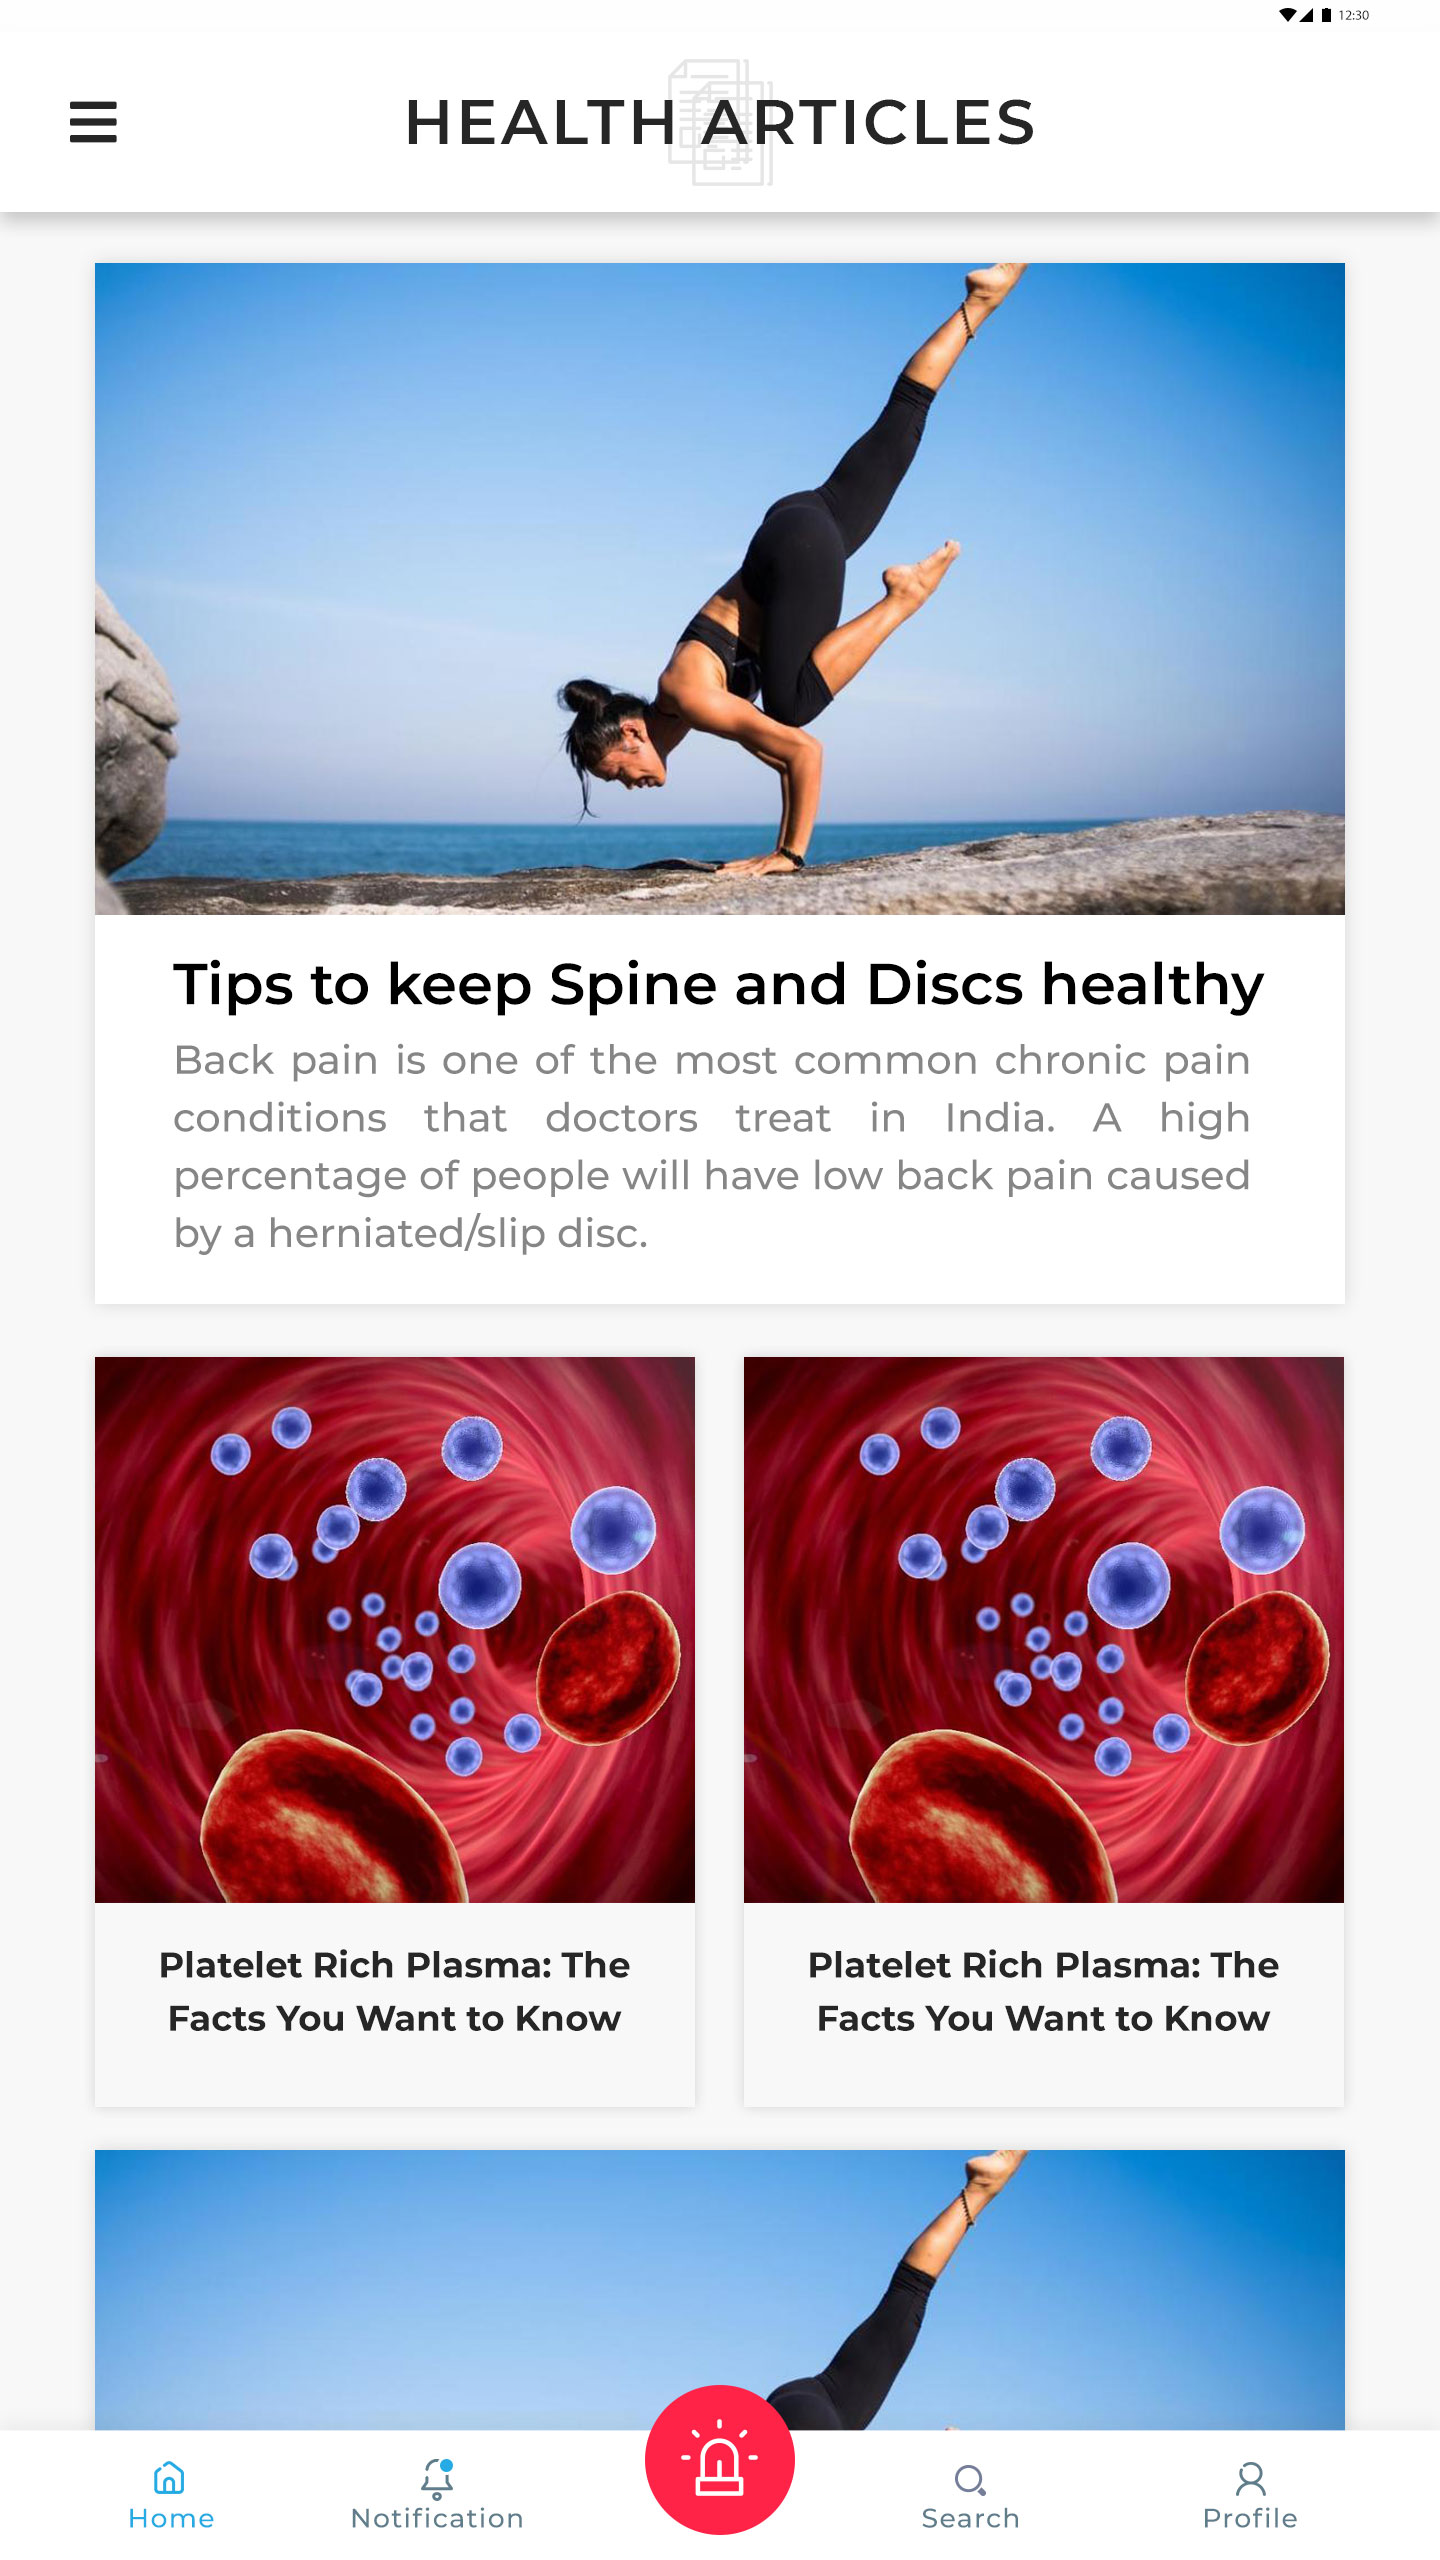 12:30
HEALTH ARTICLES
Tips to keep Spine and Discs healthy
Back pain is one of the most common chronic pain
conditions that doctors treat in India. A high
percentage of people will have low back pain caused
by a herniated/slip disc.
Platelet Rich Plasma: The
Facts You Want to Know
Platelet Rich Plasma: The
Facts You Want to Know
Home
Notification
Search
Profile